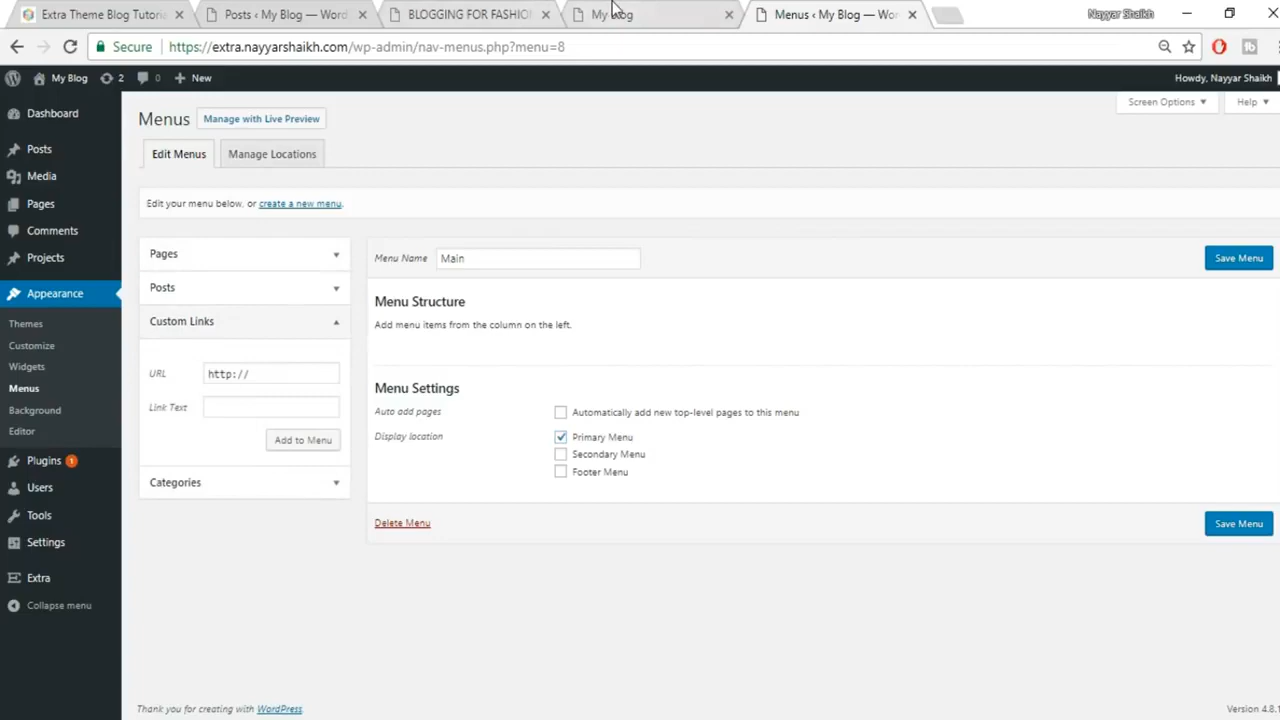 Extra Theme Blog Tutoria
Posts ‹ My Blog — Word
BLOGGING FOR FASHIO
My Blog
Menus ‹ My Blog — Wor
Nayyar Shaikh
Secure
https://extra.nayyarshaikh.com/wp-admin/nav-menus.php?menu=8
My Blog
2
0
New
Howdy, Nayyar Shaikh
Dashboard
Posts
Media
Pages
Comments
Projects
Appearance
Themes
Customize
Widgets
Menus
Background
Editor
Plugins 1
Users
Tools
Settings
Extra
Collapse menu
Screen Options
Help
Menus
Manage with Live Preview
Edit Menus
Manage Locations
Edit your menu below, or create a new menu.
Pages
Posts
Custom Links
URL http://
Link Text
Add to Menu
Categories
Menu Name Main
Save Menu
Menu Structure
Add menu items from the column on the left.
Menu Settings
Auto add pages
Automatically add new top-level pages to this menu
Display location
Primary Menu
Secondary Menu
Footer Menu
Delete Menu
Save Menu
Thank you for creating with WordPress.
Version 4.8.1